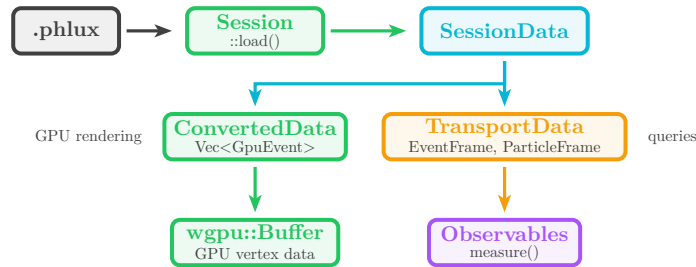 .phlux
Session
::load()
SessionData
GPU rendering
ConvertedData
Vec<GpuEvent>
TransportData
EventFrame, ParticleFrame
queries
wgpu::Buffer
GPU vertex data
Observables
measure()